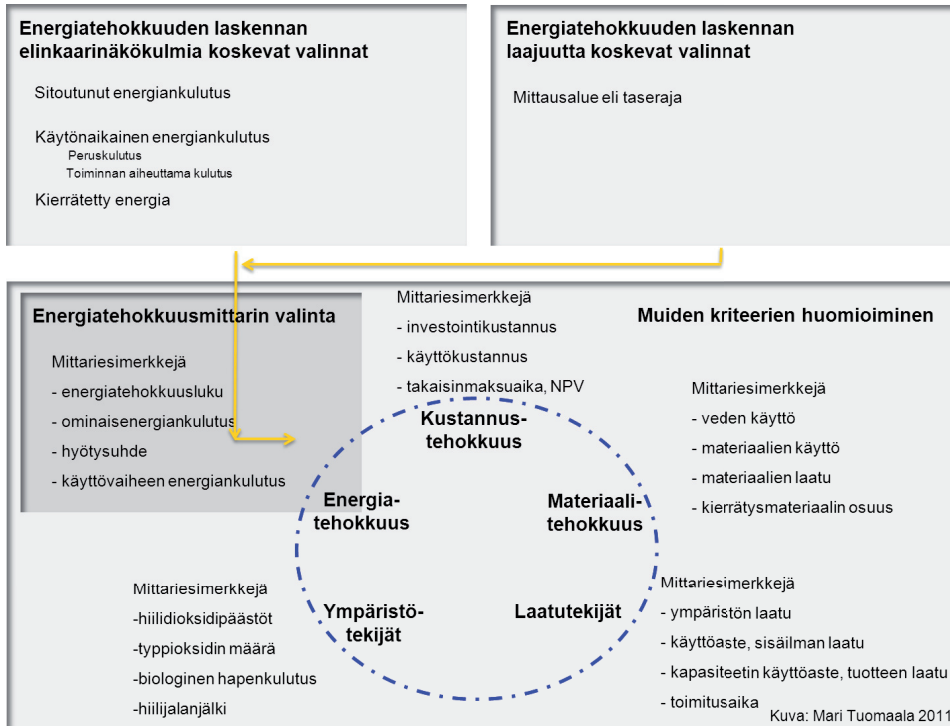 Energiatehokkuuden laskennan
elinkaarinäkökulmia koskevat valinnat
Sitoutunut energiankulutus
Käytönaikainen energiankulutus
Peruskulutus
Toiminnan aiheuttama kulutus
Kierrätetty energia
Energiatehokkuuden laskennan
laajuutta koskevat valinnat
Mittausalue eli taseraja
Energiatehokkuusmittarin valinta
Mittariesimerkkejä
- energiatehokkuusluku
- ominaisenergiankulutus
- hyötysuhde
- käyttövaiheen energiankulutus
Mittariesimerkkejä
- investointikustannus
- käyttökustannus
- takaisinmaksuaika, NPV
Muiden kriteerien huomioiminen
Mittariesimerkkejä
- veden käyttö
- materiaalien käyttö
- materiaalien laatu
- kierrätysmateriaalin osuus
Kustannus-
tehokkuus
Energia-
tehokkuus
Materiaali-
tehokkuus
Ympäristö-
tekijät
Laatutekijät
Mittariesimerkkejä
-hiilidioksidipäästöt
-typpioksidin määrä
-biologinen hapenkulutus
-hiilijalanjälki
Mittariesimerkkejä
- ympäristön laatu
- käyttöaste, sisäilman laatu
- kapasiteetin käyttöaste, tuotteen laatu
- toimitusaika
Kuva: Mari Tuomaala 2011